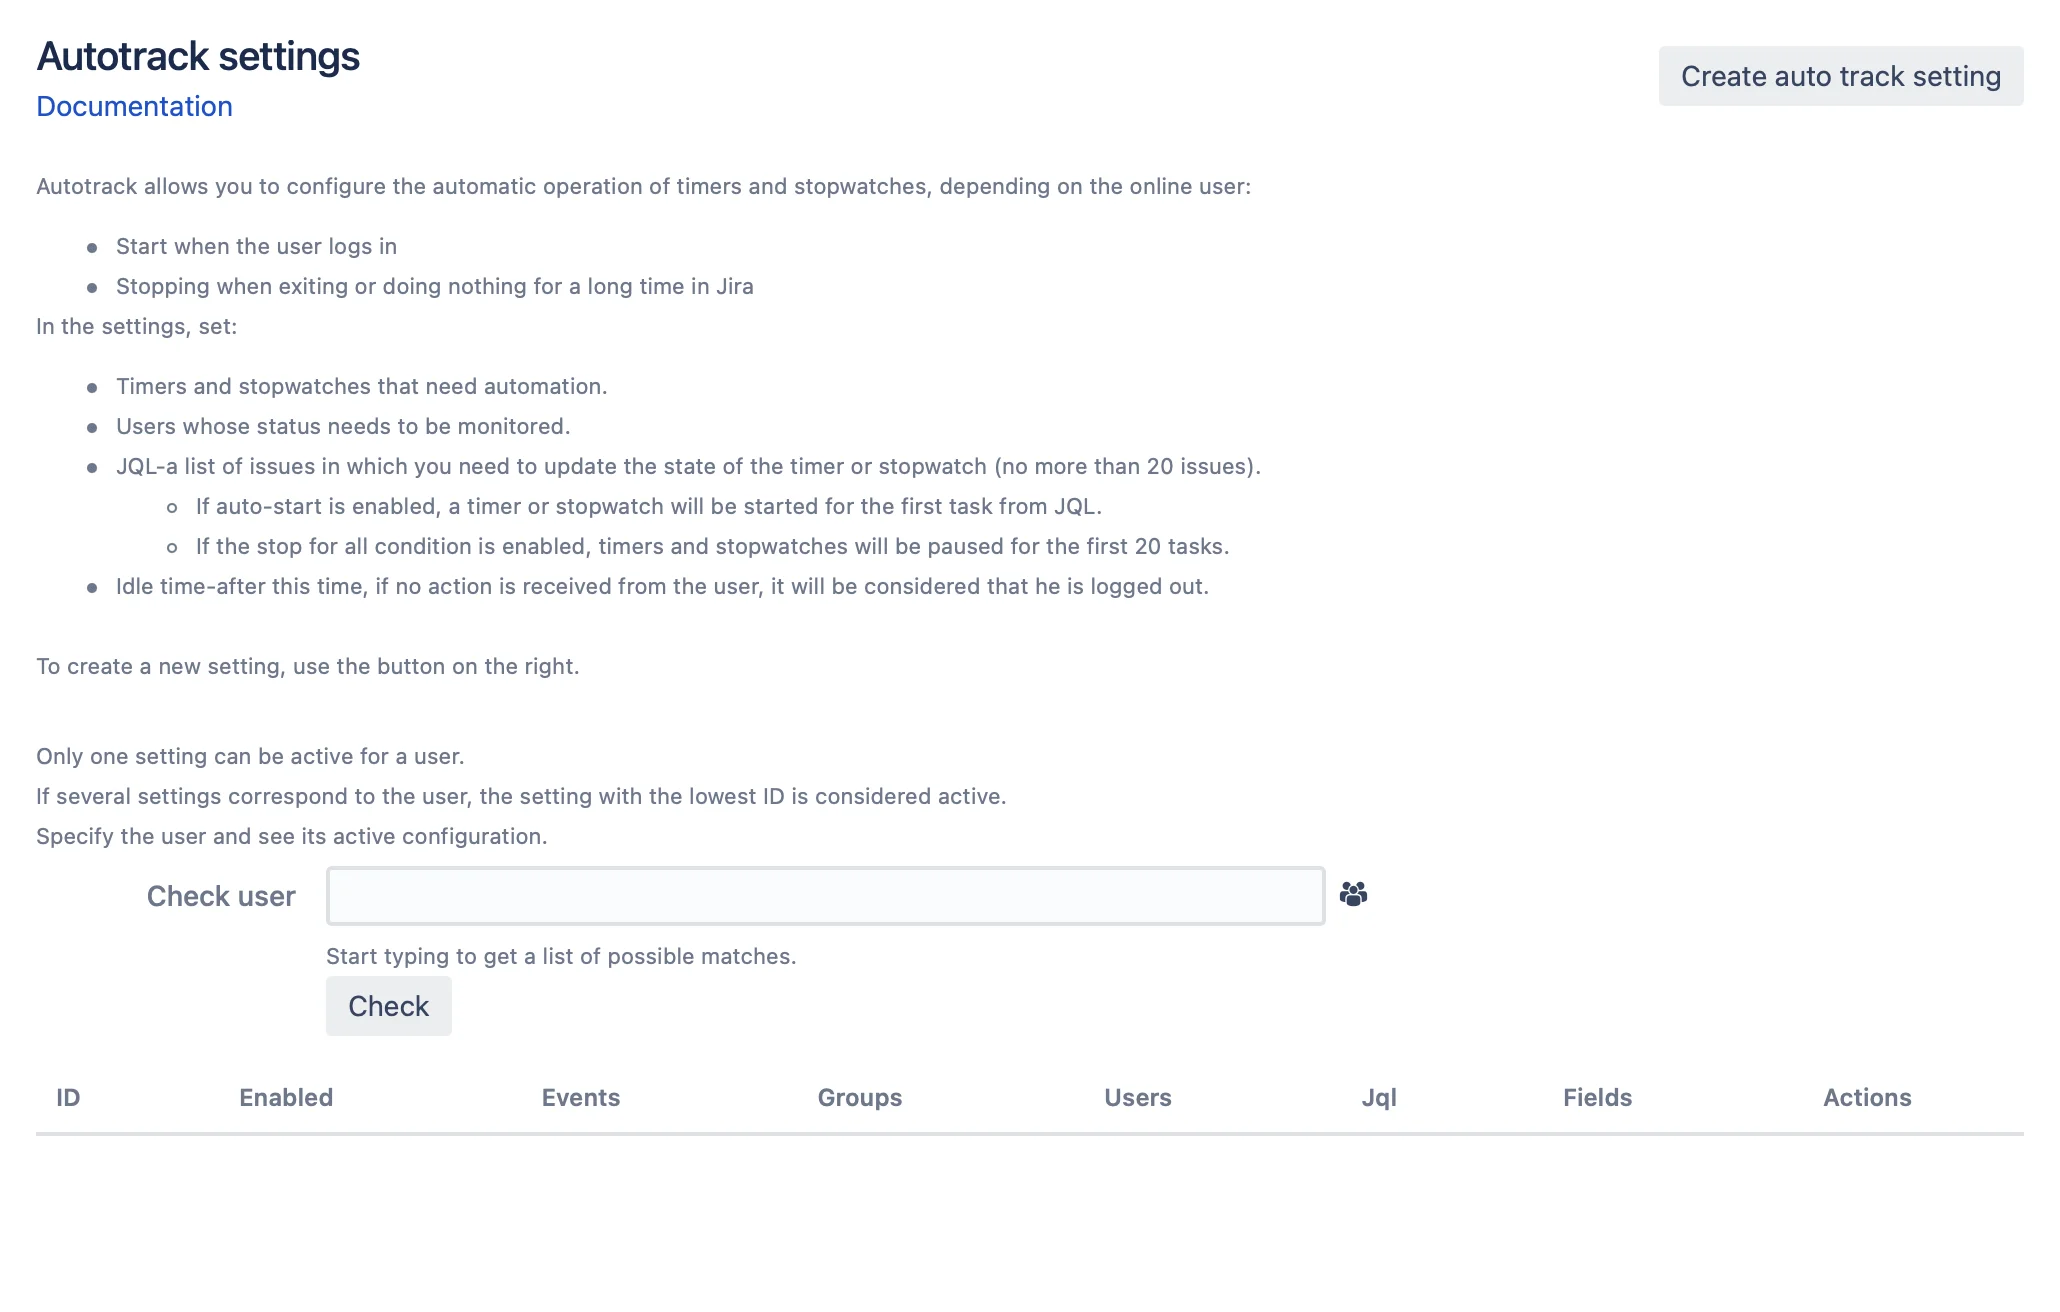 Autotrack settings
Create auto track setting
Documentation
Autotrack allows you to configure the automatic operation of timers and stopwatches, depending on the online user:
Start when the user logs in
Stopping when exiting or doing nothing for a long time in Jira
In the settings, set:
Timers and stopwatches that need automation.
Users whose status needs to be monitored.
JQL-a list of issues in which you need to update the state of the timer or stopwatch (no more than 20 issues).
If auto-start is enabled, a timer or stopwatch will be started for the first task from JQL.
If the stop for all condition is enabled, timers and stopwatches will be paused for the first 20 tasks.
Idle time-after this time, if no action is received from the user, it will be considered that he is logged out.
To create a new setting, use the button on the right.
Only one setting can be active for a user.
If several settings correspond to the user, the setting with the lowest ID is considered active.
Specify the user and see its active configuration.
Check user
Start typing to get a list of possible matches.
Check
ID Enabled Events Groups Users Jql Fields Actions